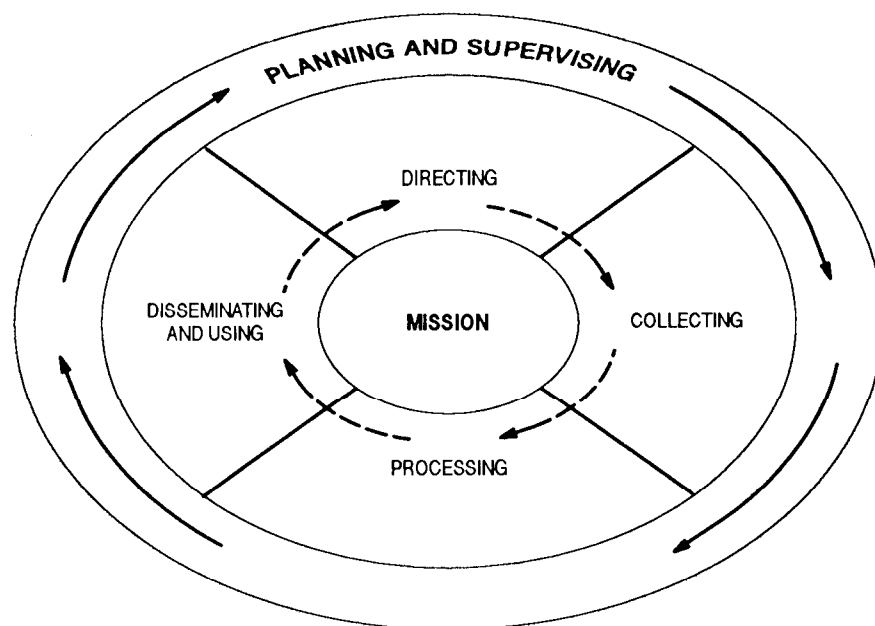 PLANNING AND SUPERVISING
DIRECTING
DISSEMINATING
AND USING
MISSION
COLLECTING
PROCESSING